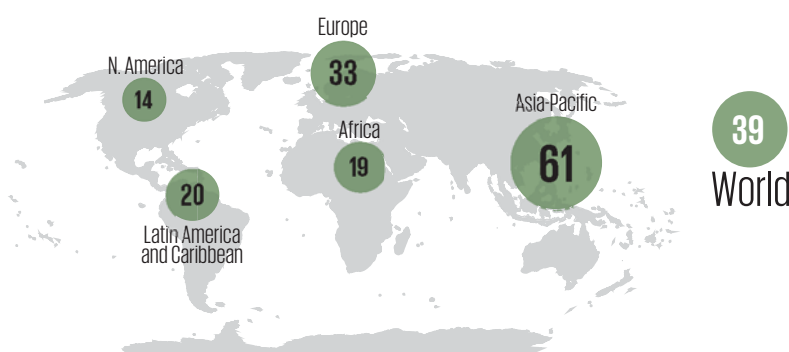 Europe
33
N. America
14
Asia-Pacific
61
Africa
19
20
Latin America
and Caribbean
39
World